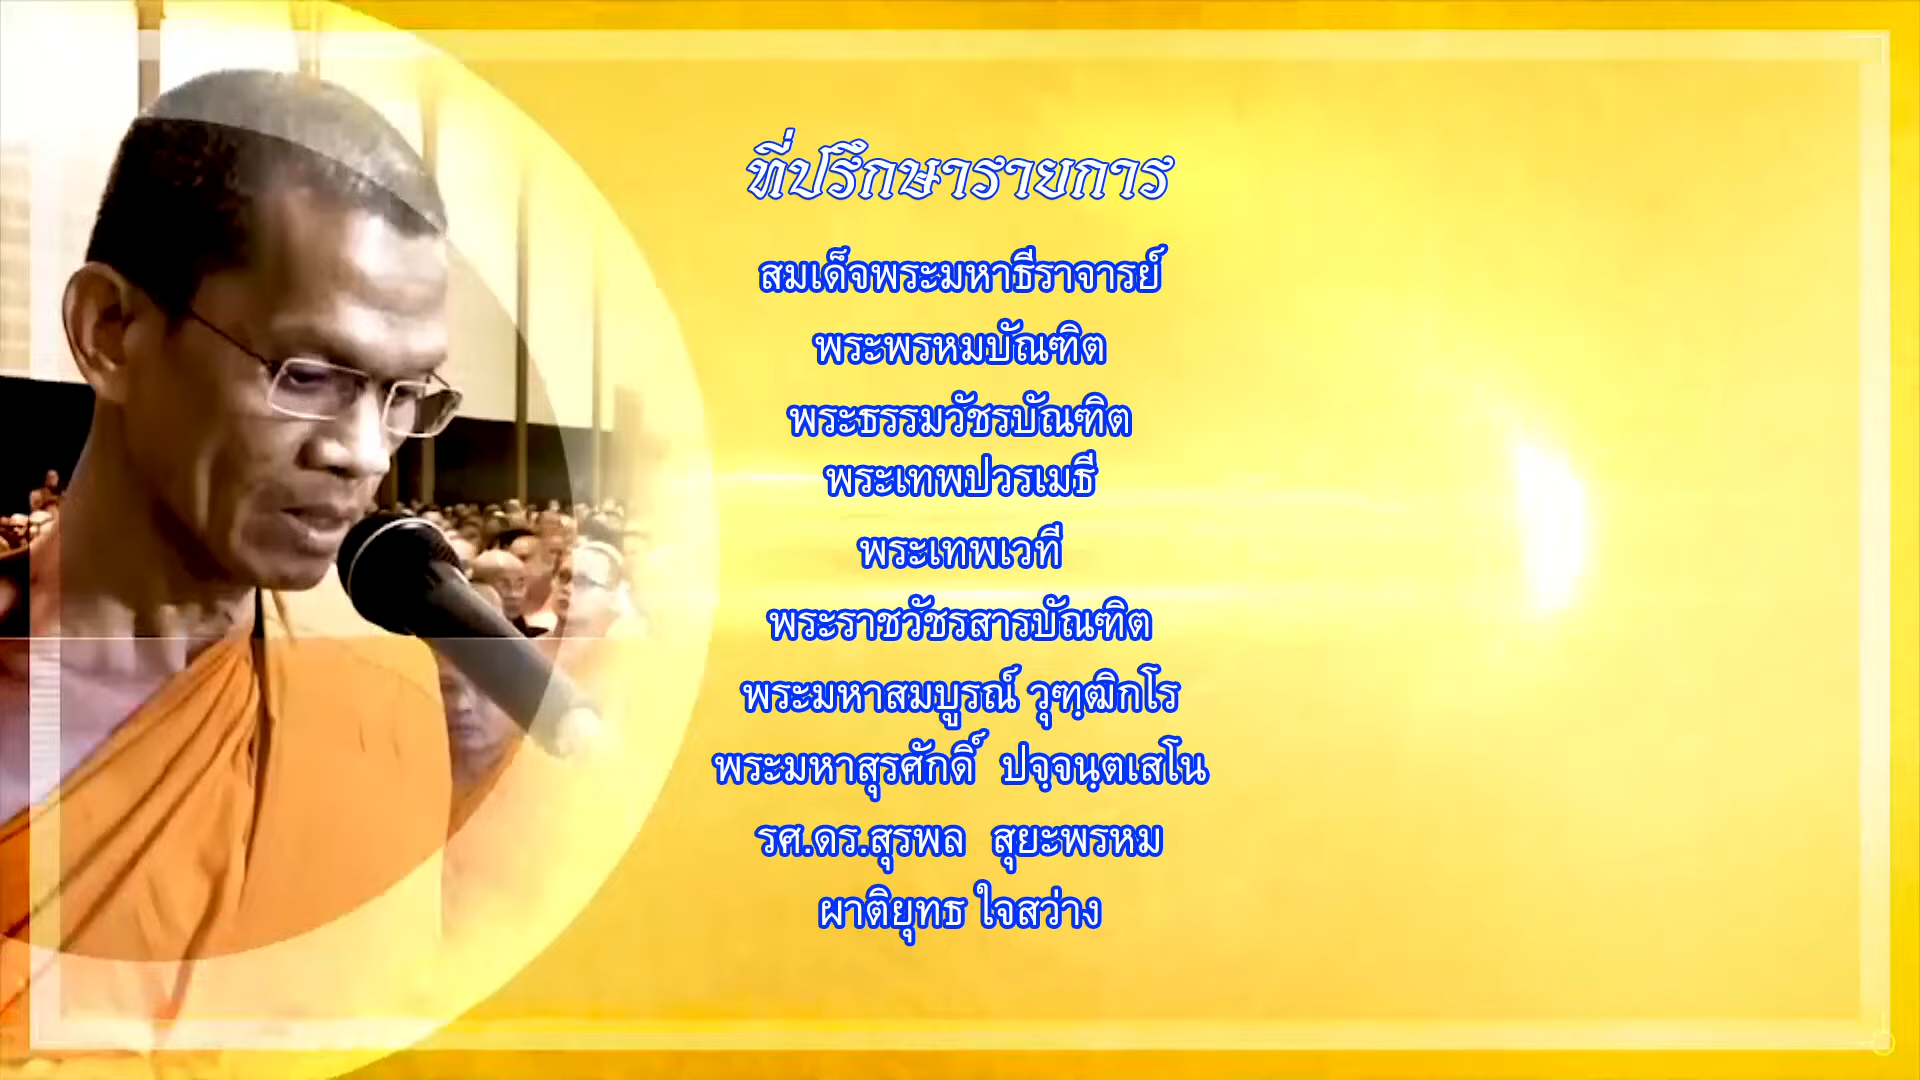 ที่ปรึกษารายการ
สมเด็จพระมหาธีราจารย์
พระพรหมบัณฑิต
พระธรรมวัชรบัณฑิต
พระเทพปวรเมธี
พระเทพเวที
พระราชวัชรสารบัณฑิต
พระมหาสมบูรณ์ วุฑฺฒิกโร
พระมหาสุรศักดิ์ ปจฺจนฺตเสโน
รศ.ดร.สุรพล สุยะพรหม
ผาติยุทธ ใจสว่าง